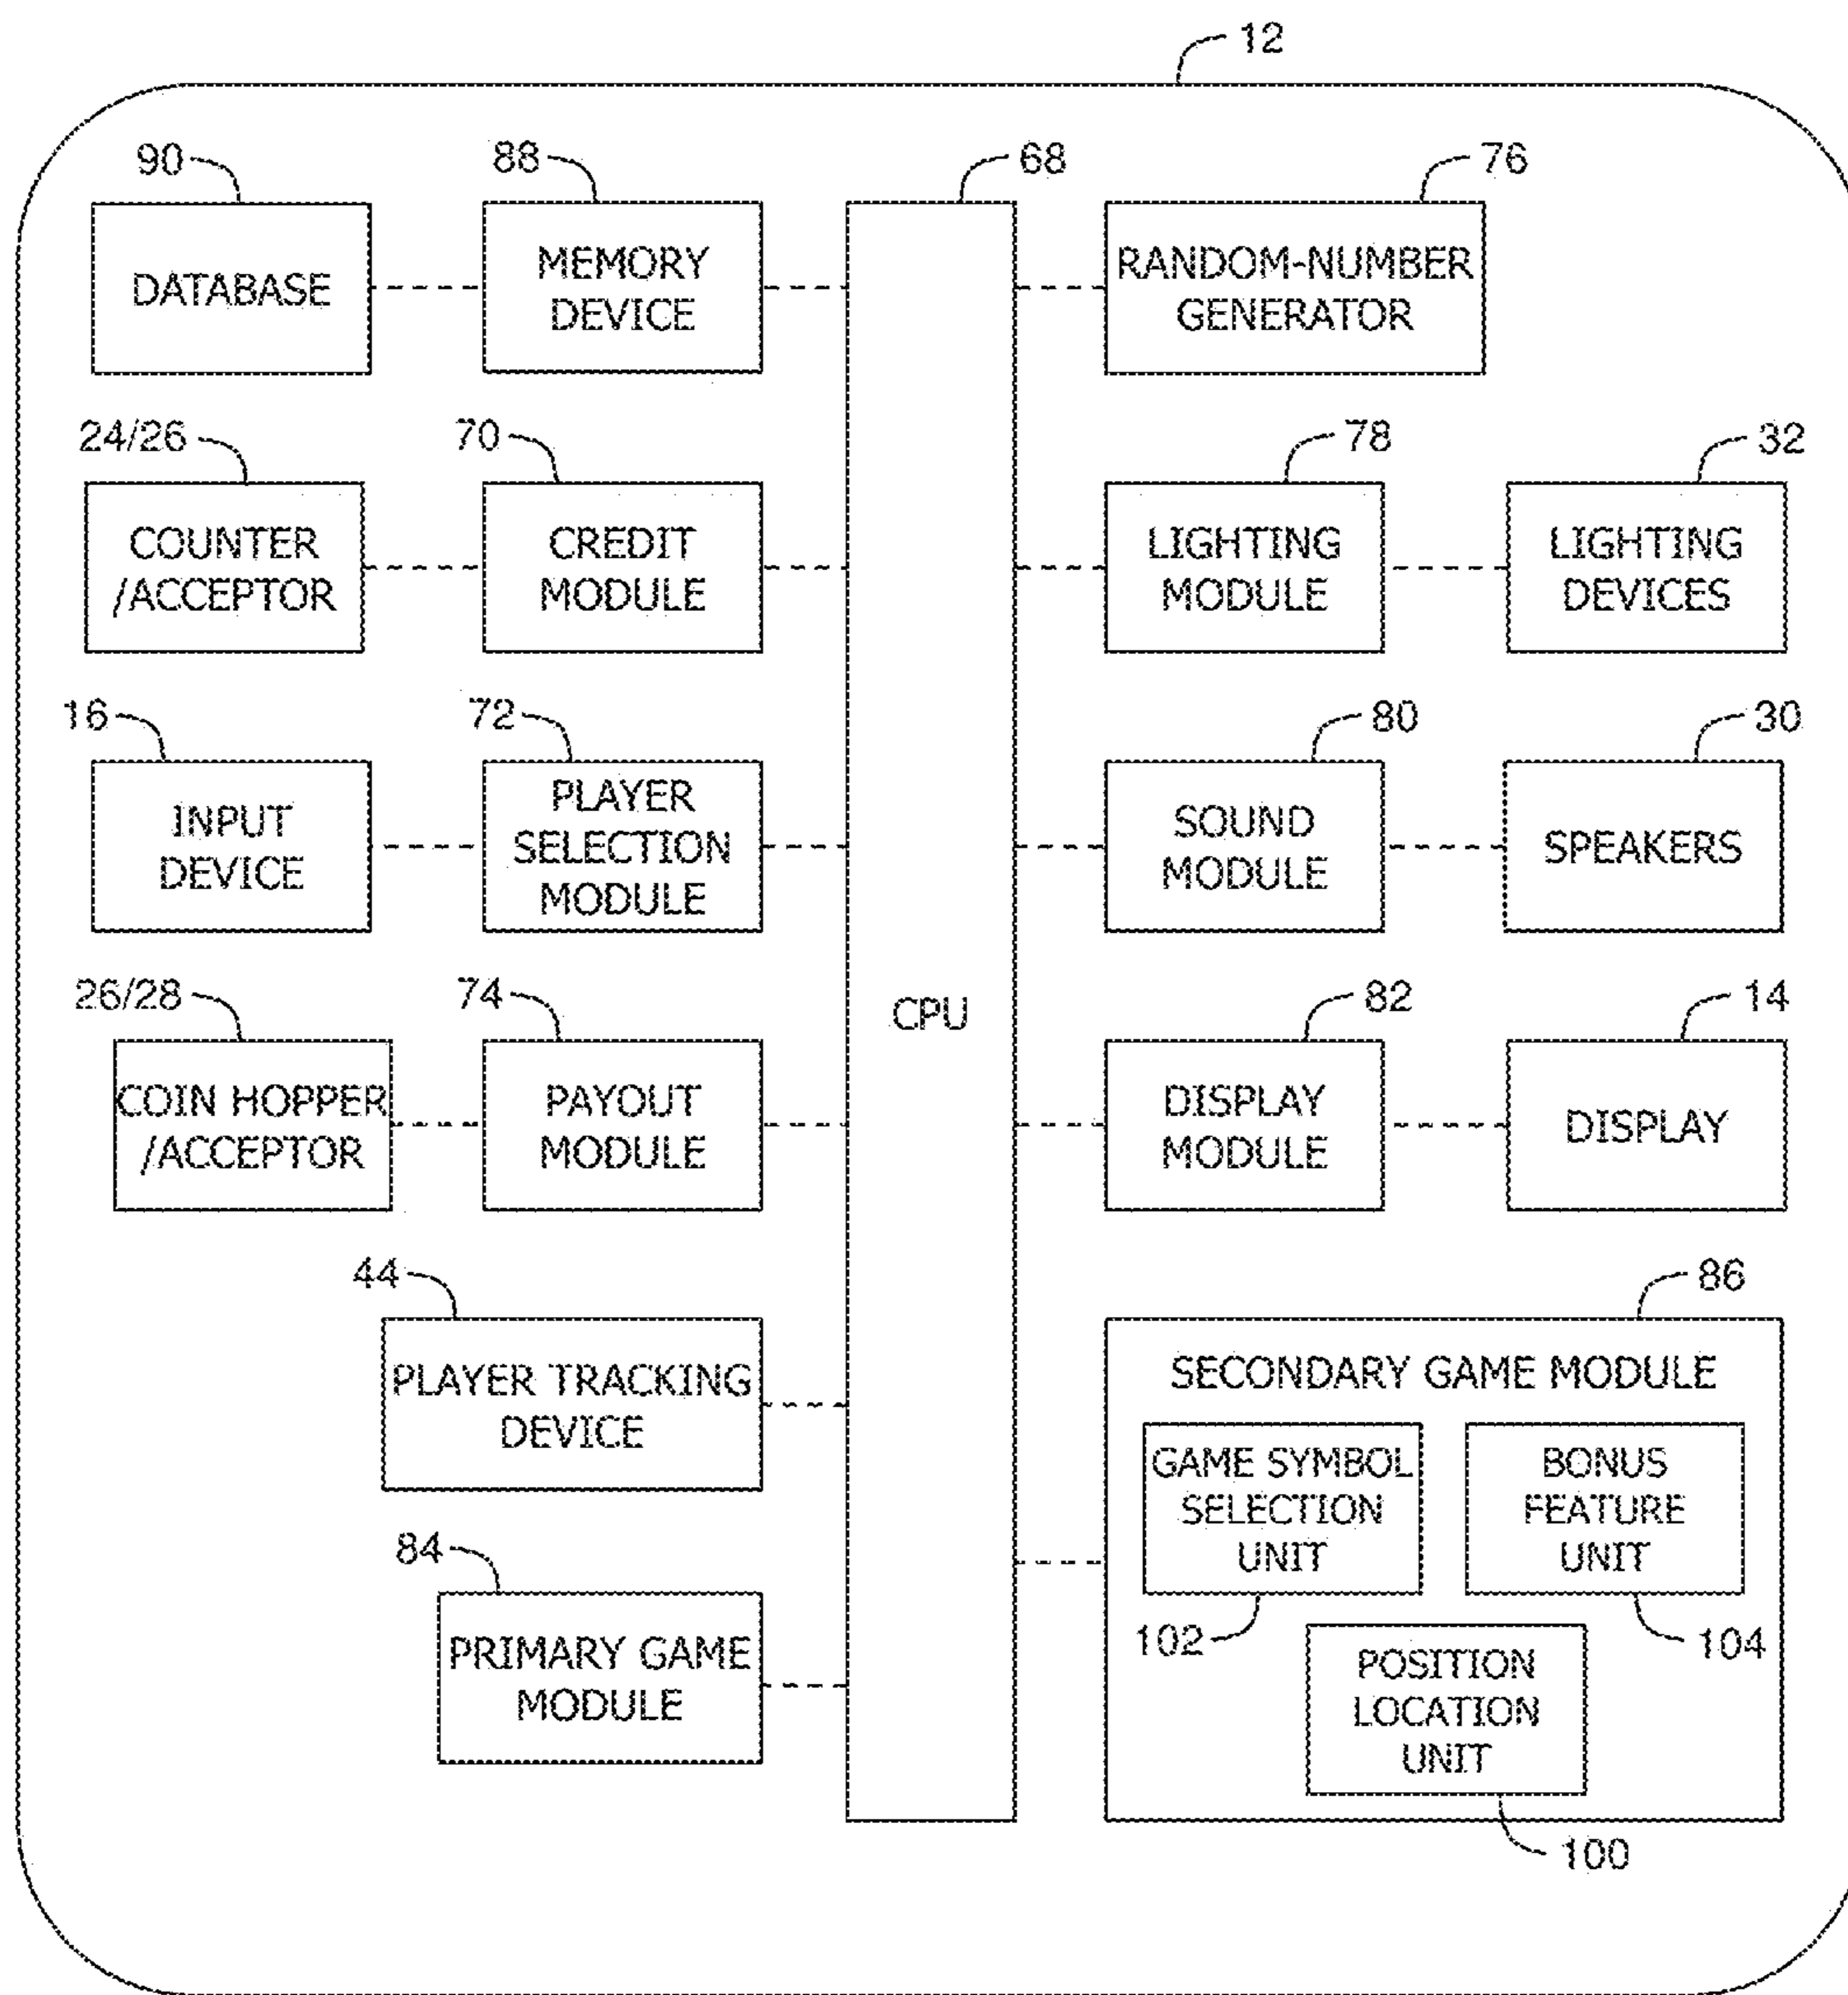 12
90
88
68
76
DATABASE
MEMORY
DEVICE
RANDOM-NUMBER
GENERATOR
24/26
70
78
32
COUNTER
/ACCEPTOR
CREDIT
MODULE
LIGHTING
MODULE
LIGHTING
DEVICES
16
72
80
30
INPUT
DEVICE
PLAYER
SELECTION
MODULE
SOUND
MODULE
SPEAKERS
26/28
74
CPU
82
14
COIN HOPPER
/ACCEPTOR
PAYOUT
MODULE
DISPLAY
MODULE
DISPLAY
44
86
PLAYER TRACKING
DEVICE
SECONDARY GAME MODULE
GAME SYMBOL
SELECTION
UNIT
BONUS
FEATURE
UNIT
84
102
104
PRIMARY GAME
MODULE
POSITION
LOCATION
UNIT
100